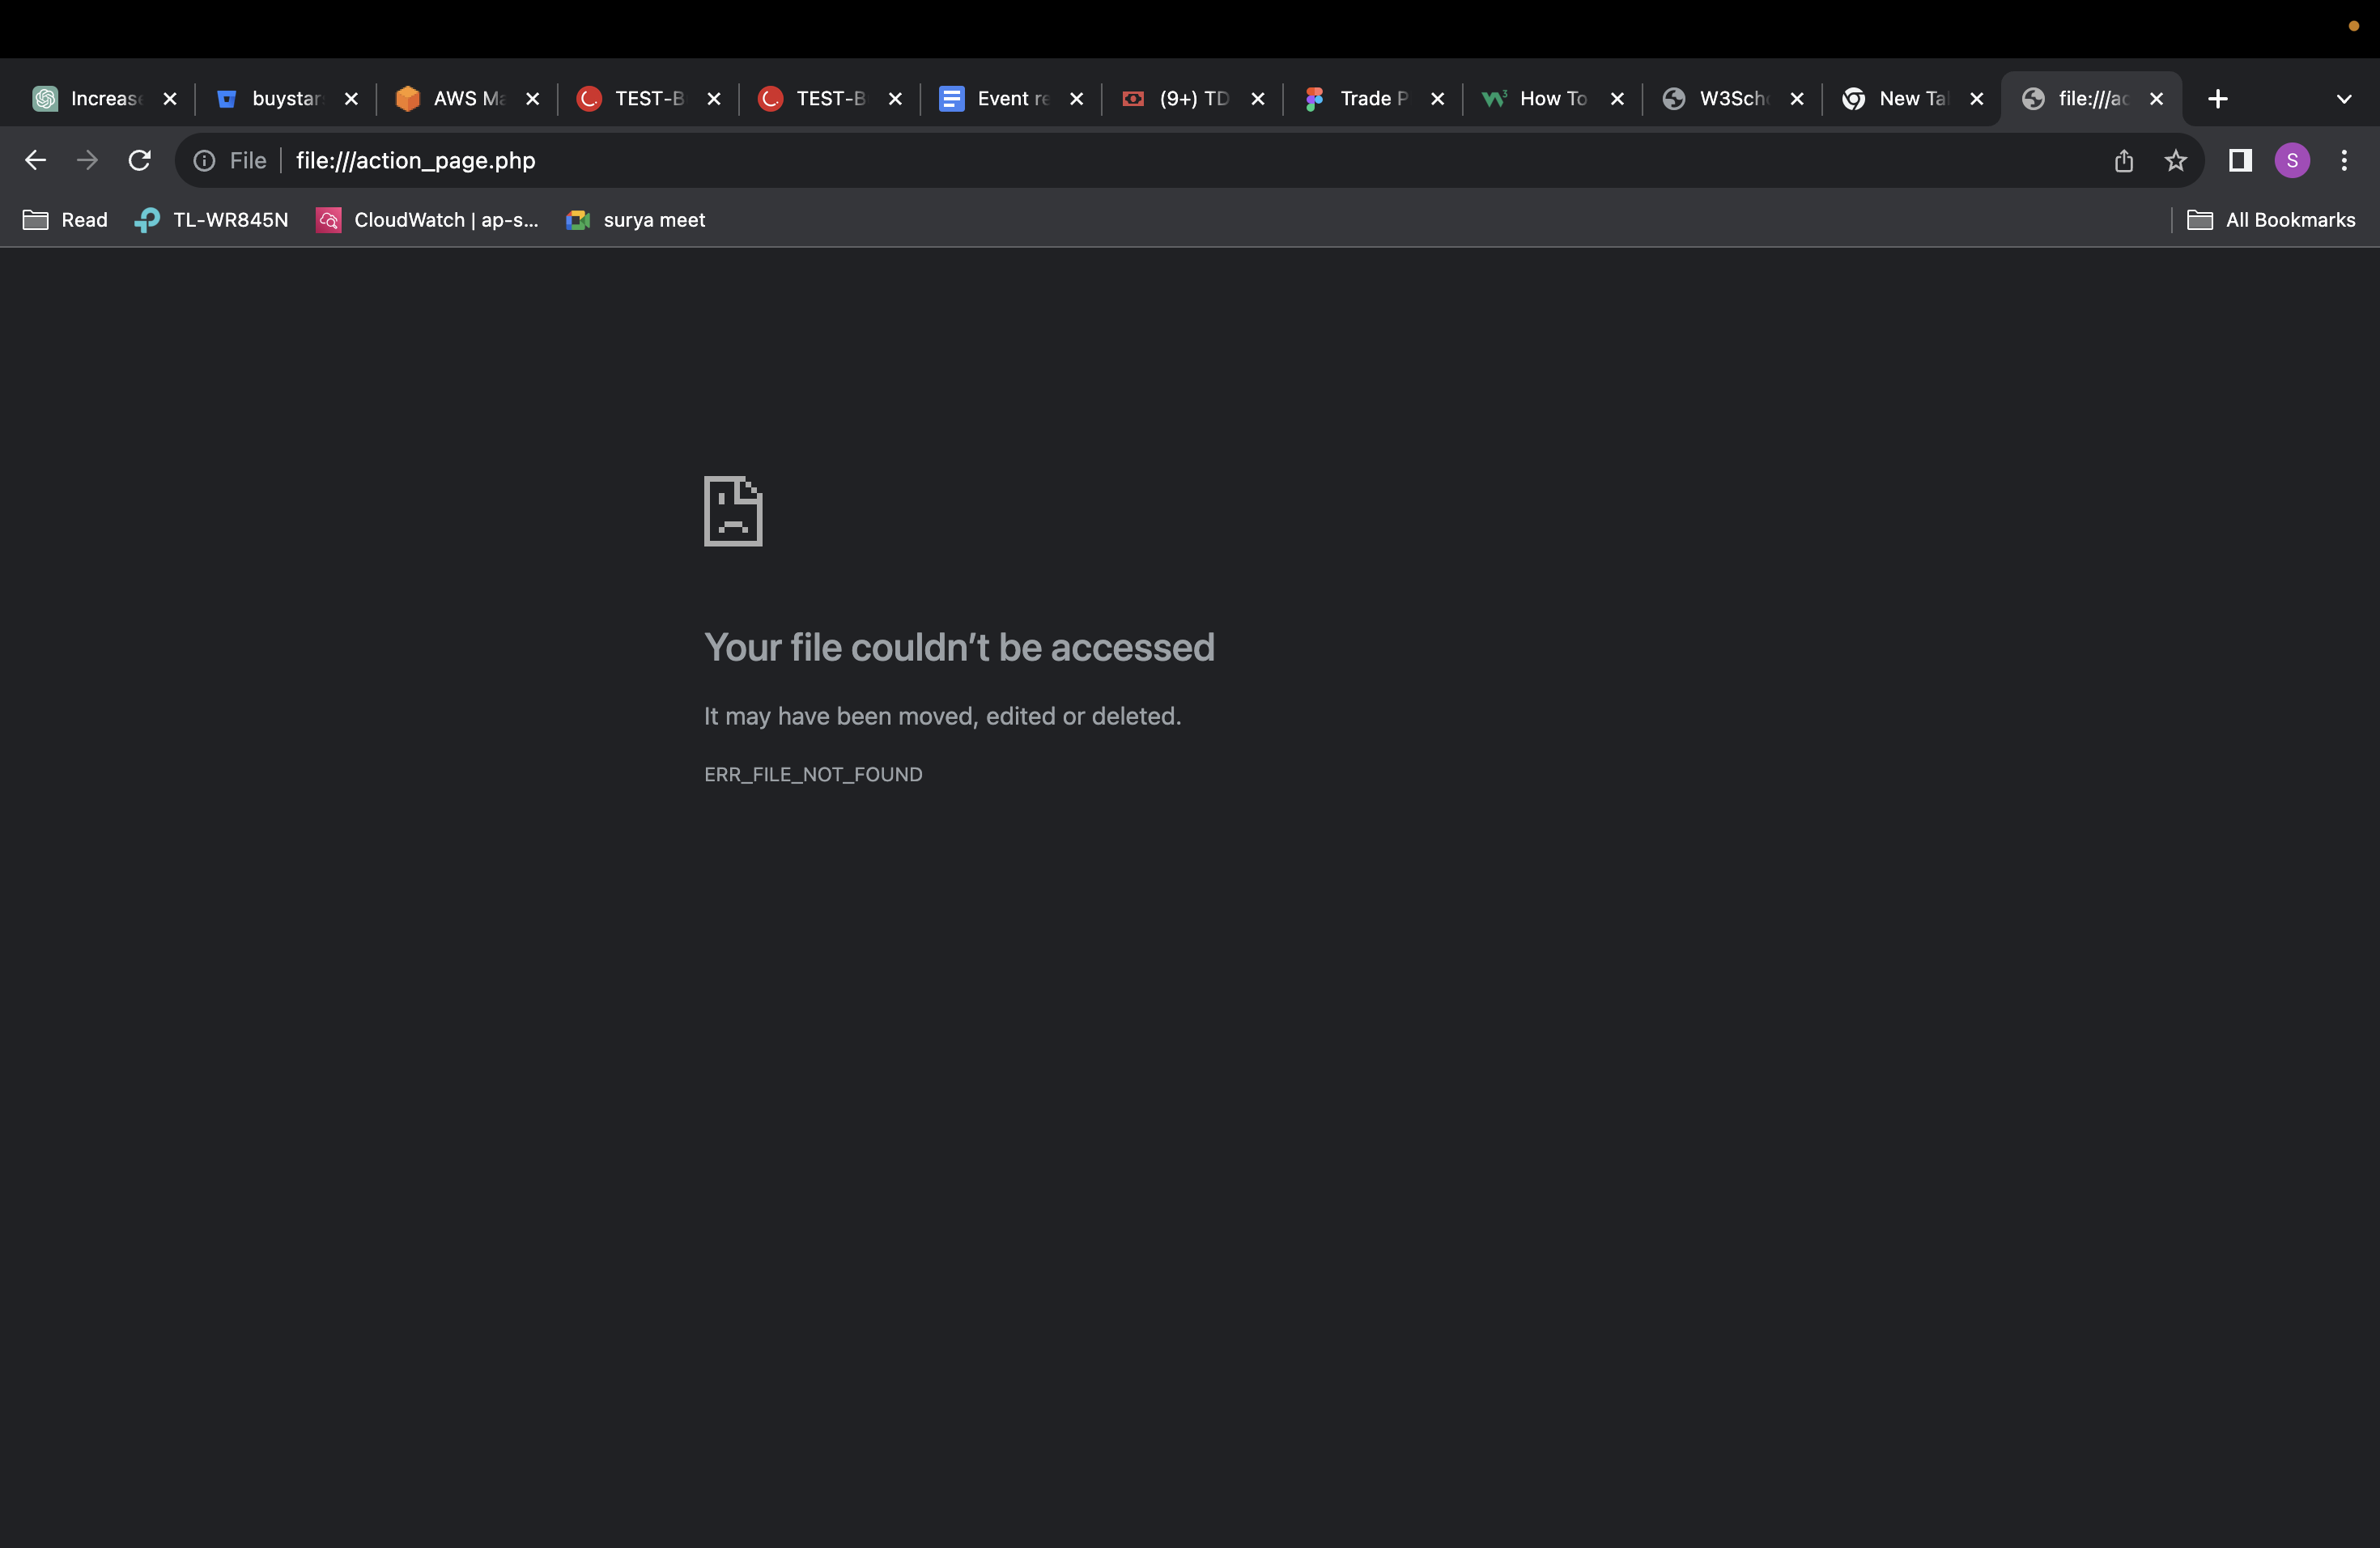 Increas
buystar
AWS Ma
TEST-B
TEST-B
Event re
(9+) TD
Trade P
How To
W3Scho
New Tab
file:///ac
File
file:///action_page.php
S
Read
TL-WR845N
CloudWatch | ap-s...
surya meet
All Bookmarks
Your file couldn’t be accessed
It may have been moved, edited or deleted.
ERR_FILE_NOT_FOUND